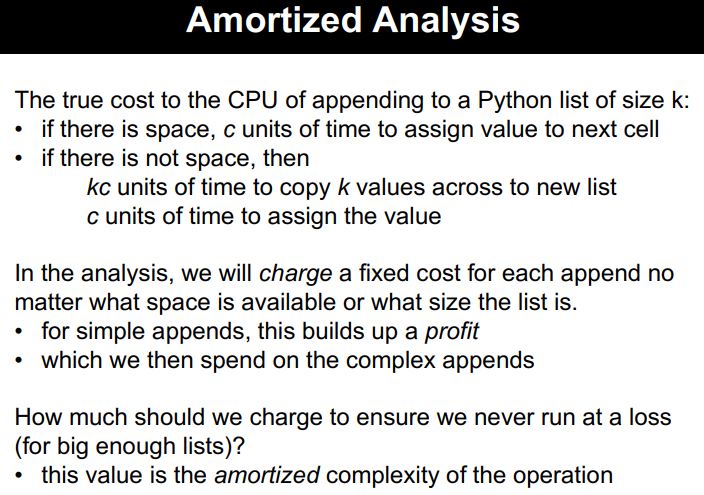 Amortized Analysis
The true cost to the CPU of appending to a Python list of size k:
• if there is space, c units of time to assign value to next cell
• if there is not space, then
kc units of time to copy k values across to new list
c units of time to assign the value
In the analysis, we will charge a fixed cost for each append no
matter what space is available or what size the list is.
• for simple appends, this builds up a profit
• which we then spend on the complex appends
How much should we charge to ensure we never run at a loss
(for big enough lists)?
• this value is the amortized complexity of the operation